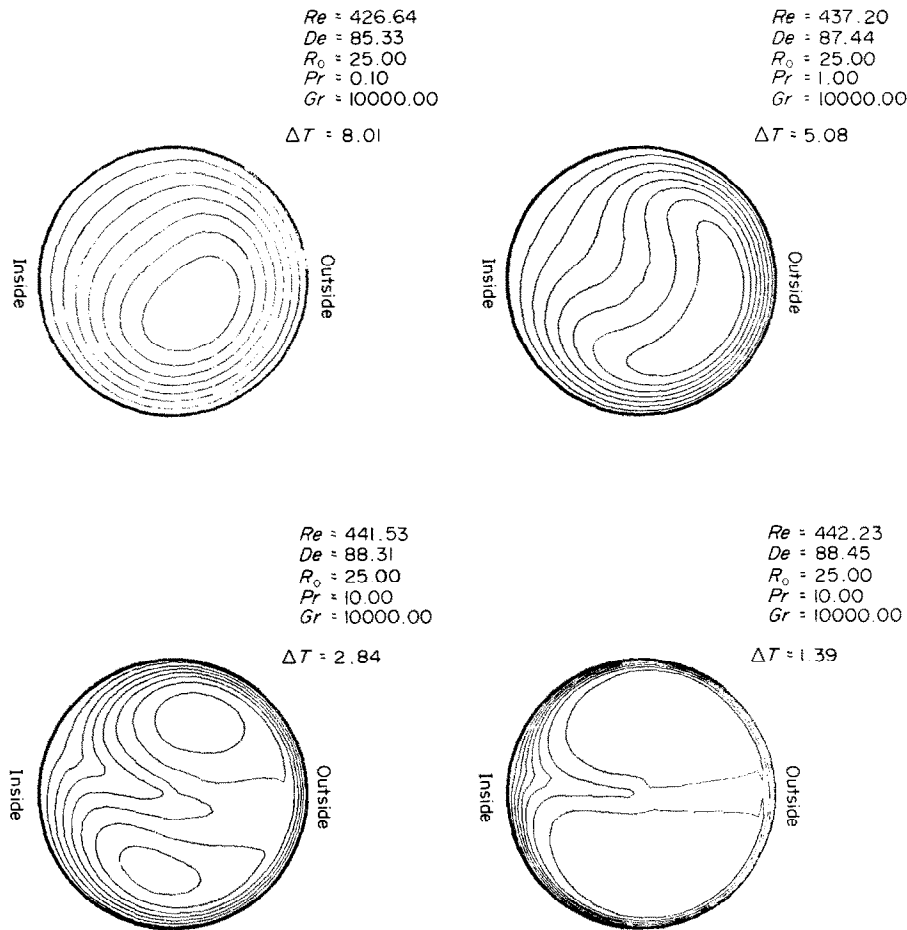 Re = 426.64
De = 85.33
R₀ = 25.00
Pr = 0.10
Gr = 10000.00
ΔT = 8.01
Inside
Outside
Re = 437.20
De = 87.44
R₀ = 25.00
Pr = 1.00
Gr = 10000.00
ΔT = 5.08
Inside
Outside
Re = 441.53
De = 88.31
R₀ = 25.00
Pr = 10.00
Gr = 10000.00
ΔT = 2.84
Inside
Outside
Re = 442.23
De = 88.45
R₀ = 25.00
Pr = 10.00
Gr = 10000.00
ΔT = 1.39
Inside
Outside